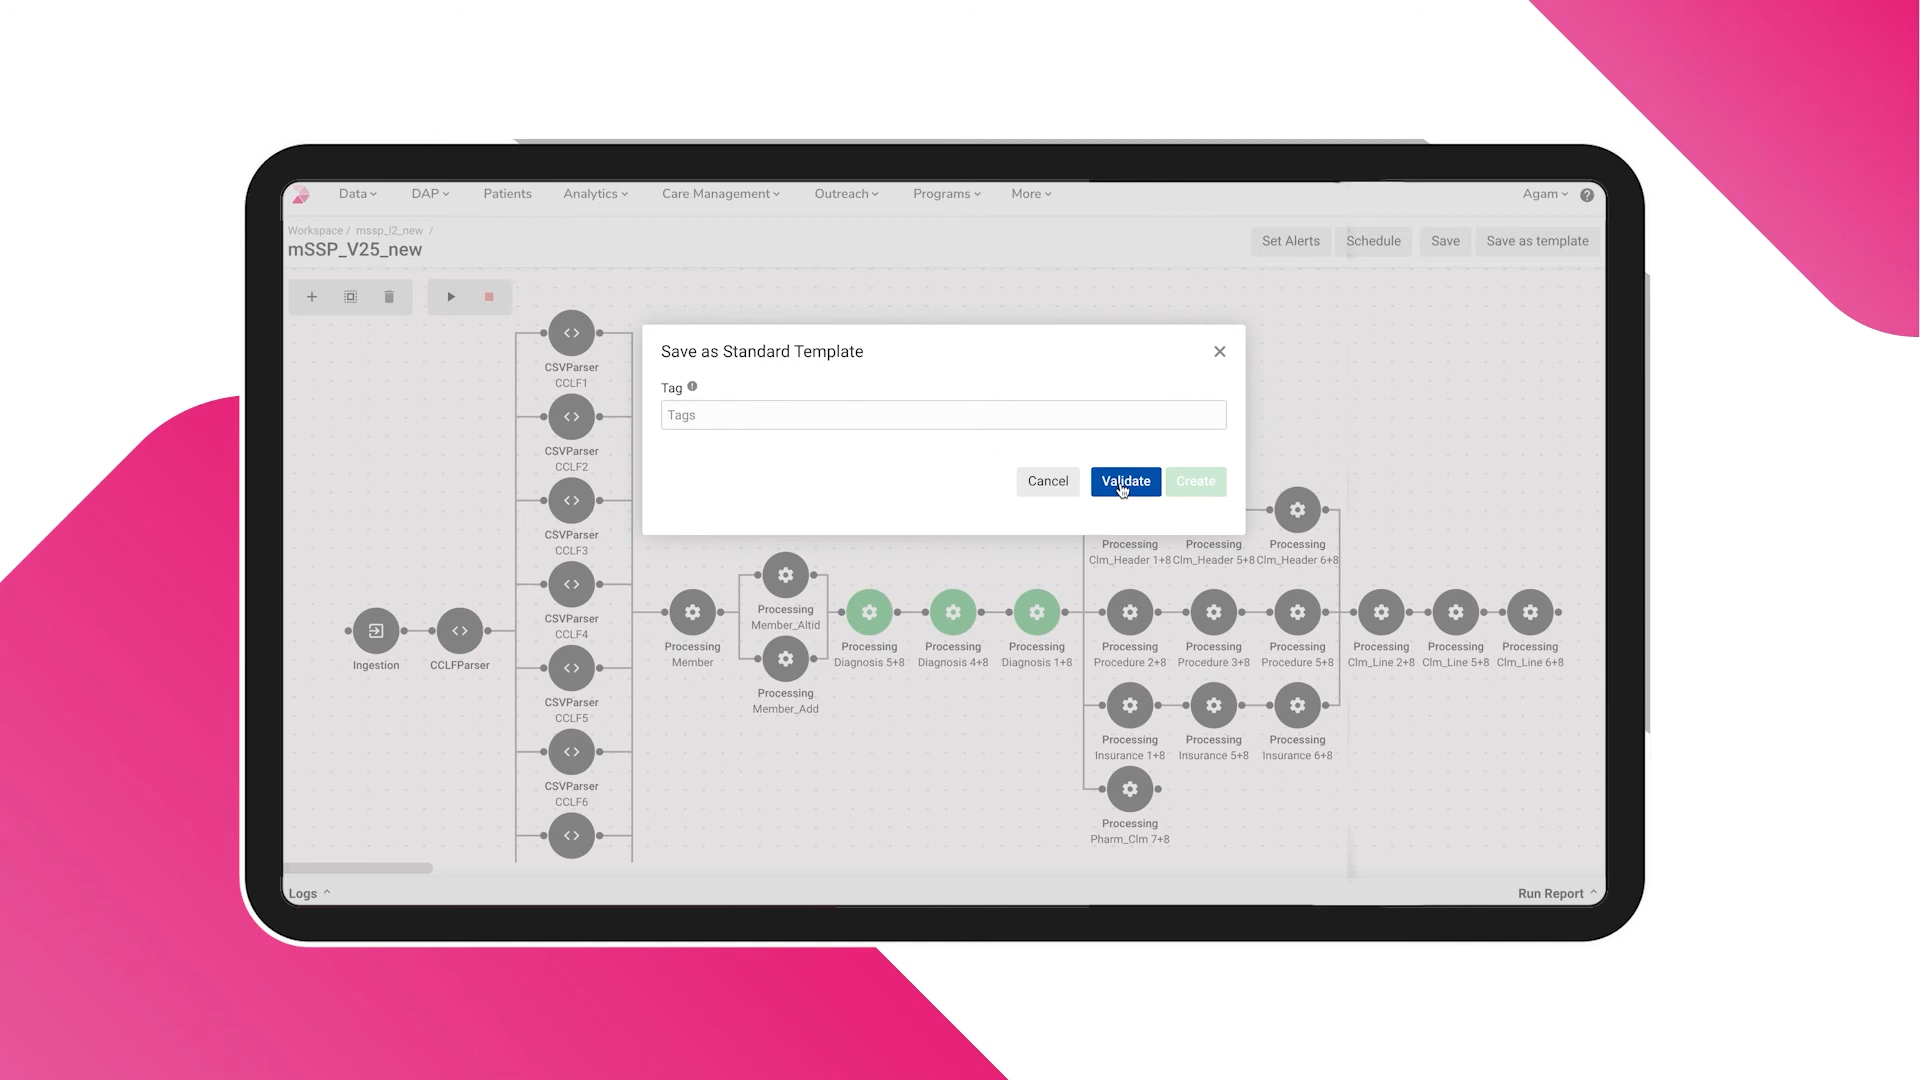 Data
DAP
Patients
Analytics
Care Management
Outreach
Programs
More
Agam
Workspace / mssp_l2_new /
mSSP_V25_new
Set Alerts
Schedule
Save
Save as template
Save as Standard Template
Tag
Tags
Cancel
Validate
Create
Ingestion
CCLFParser
CSVParser
CCLF1
CSVParser
CCLF2
CSVParser
CCLF3
CSVParser
CCLF4
CSVParser
CCLF5
CSVParser
CCLF6
Processing
Member
Processing
Member_Altid
Processing
Member_Add
Processing
Diagnosis 5+8
Processing
Diagnosis 4+8
Processing
Diagnosis 1+8
Processing
Clm_Header 1+8
Processing
Clm_Header 5+8
Processing
Clm_Header 6+8
Processing
Procedure 2+8
Processing
Procedure 3+8
Processing
Procedure 5+8
Processing
Clm_Line 2+8
Processing
Clm_Line 5+8
Processing
Clm_Line 6+8
Processing
Insurance 1+8
Processing
Insurance 5+8
Processing
Insurance 6+8
Processing
Pharm_Clm 7+8
Logs
Run Report